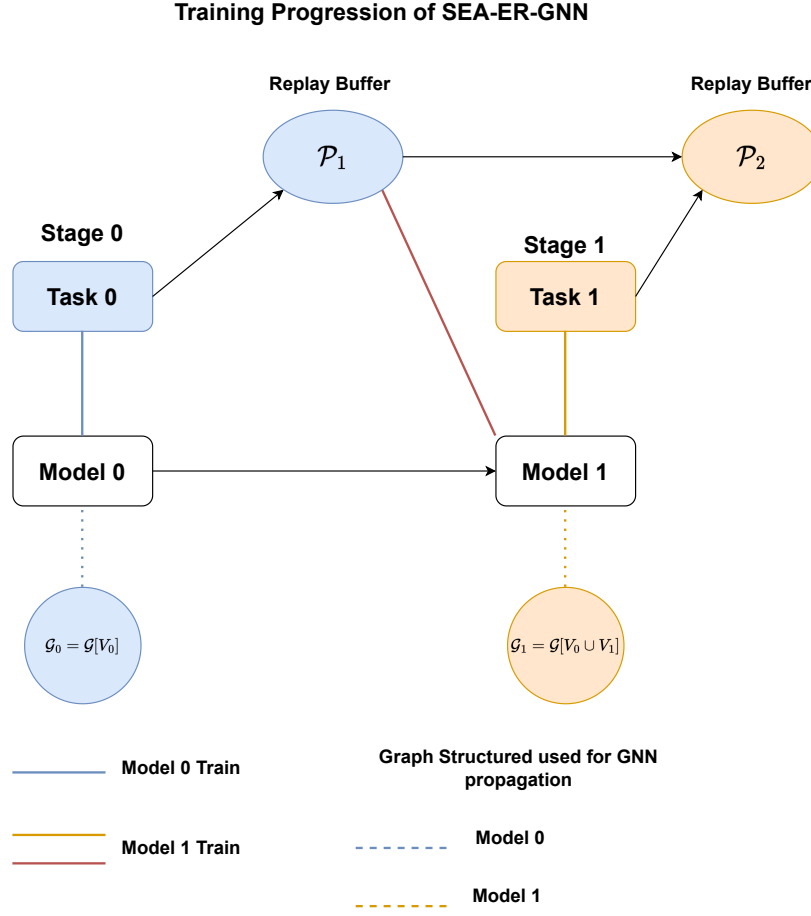 Training Progression of SEA-ER-GNN
Replay Buffer
Replay Buffer
𝒫₁
𝒫₂
Stage 0
Stage 1
Task 0
Task 1
Model 0
Model 1
𝒢₀ = 𝒢[V₀]
𝒢₁ = 𝒢[V₀ ∪ V₁]
Model 0 Train
Graph Structured used for GNN
propagation
Model 1 Train
Model 0
Model 1